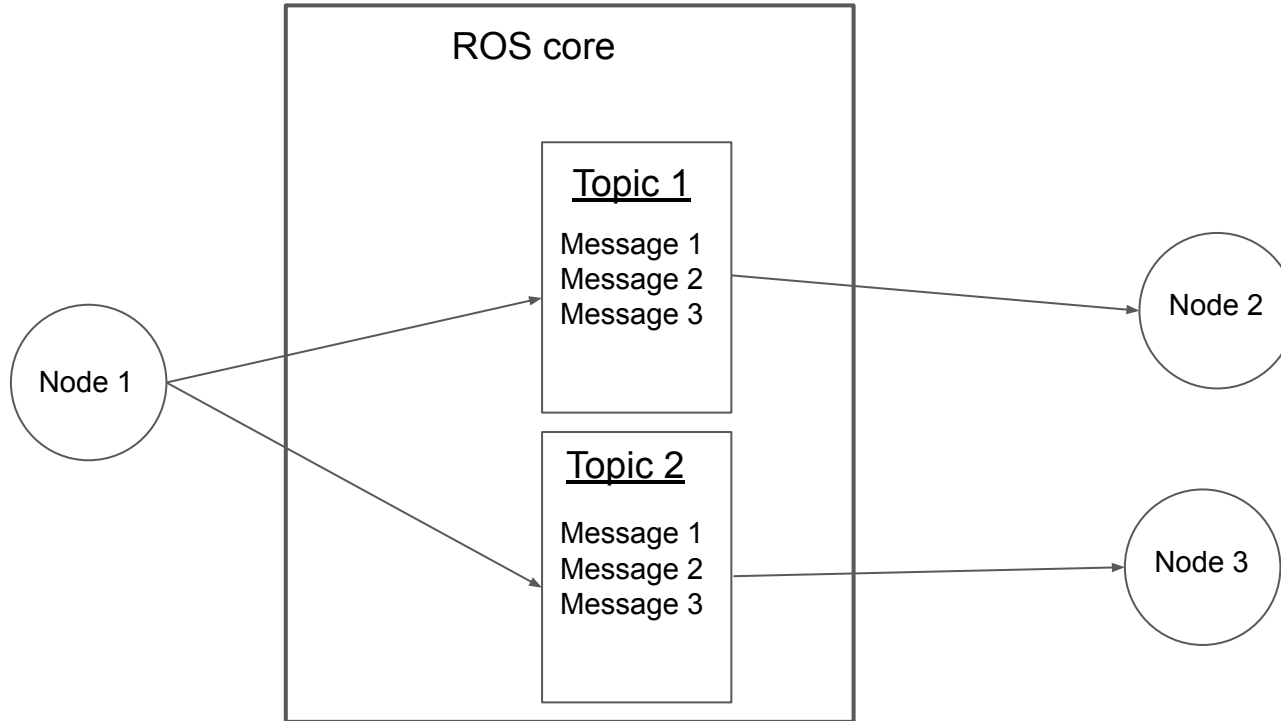 ROS core
Topic 1
Message 1
Message 2
Message 3
Node 1
Node 2
Topic 2
Message 1
Message 2
Message 3
Node 3